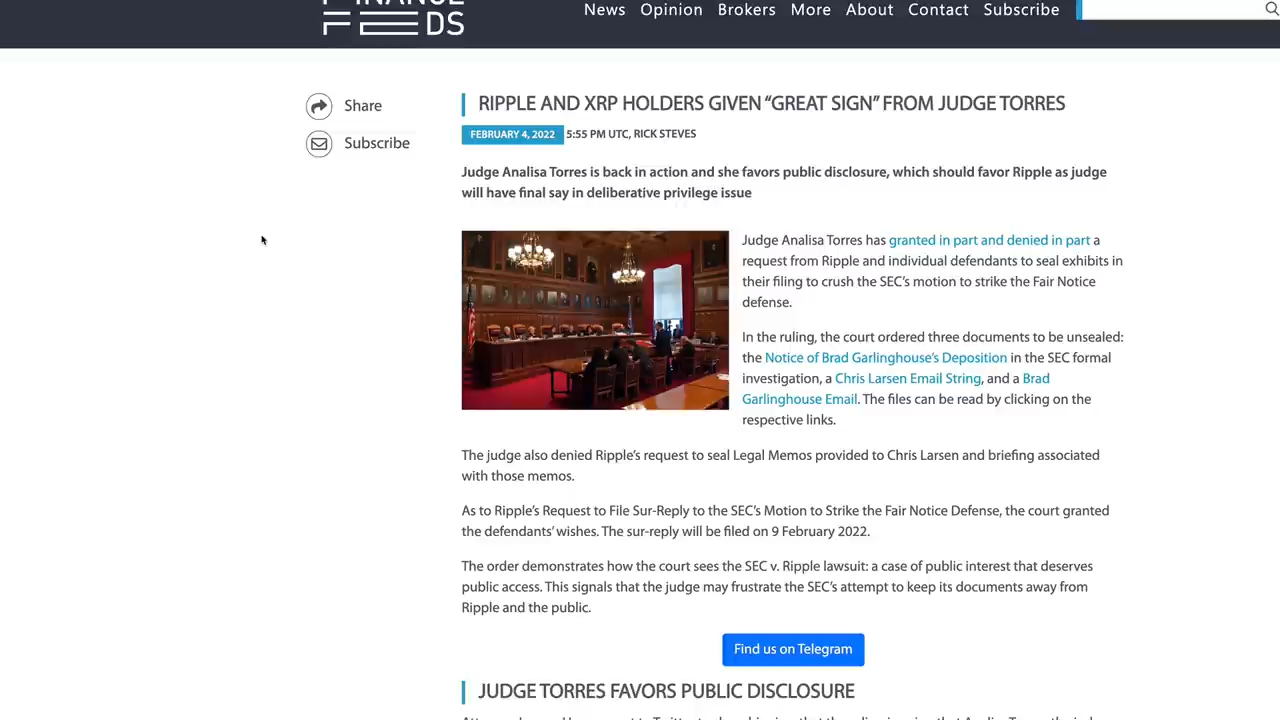 FINANCE
FEEDS
News Opinion Brokers More About Contact Subscribe
Share
Subscribe
RIPPLE AND XRP HOLDERS GIVEN “GREAT SIGN” FROM JUDGE TORRES
FEBRUARY 4, 2022 5:55 PM UTC, RICK STEVES
Judge Analisa Torres is back in action and she favors public disclosure, which should favor Ripple as judge
will have final say in deliberative privilege issue
Judge Analisa Torres has granted in part and denied in part a
request from Ripple and individual defendants to seal exhibits in
their filing to crush the SEC’s motion to strike the Fair Notice
defense.
In the ruling, the court ordered three documents to be unsealed:
the Notice of Brad Garlinghouse’s Deposition in the SEC formal
investigation, a Chris Larsen Email String, and a Brad
Garlinghouse Email. The files can be read by clicking on the
respective links.
The judge also denied Ripple’s request to seal Legal Memos provided to Chris Larsen and briefing associated
with those memos.
As to Ripple’s Request to File Sur-Reply to the SEC’s Motion to Strike the Fair Notice Defense, the court granted
the defendants’ wishes. The sur-reply will be filed on 9 February 2022.
The order demonstrates how the court sees the SEC v. Ripple lawsuit: a case of public interest that deserves
public access. This signals that the judge may frustrate the SEC’s attempt to keep its documents away from
Ripple and the public.
Find us on Telegram
JUDGE TORRES FAVORS PUBLIC DISCLOSURE